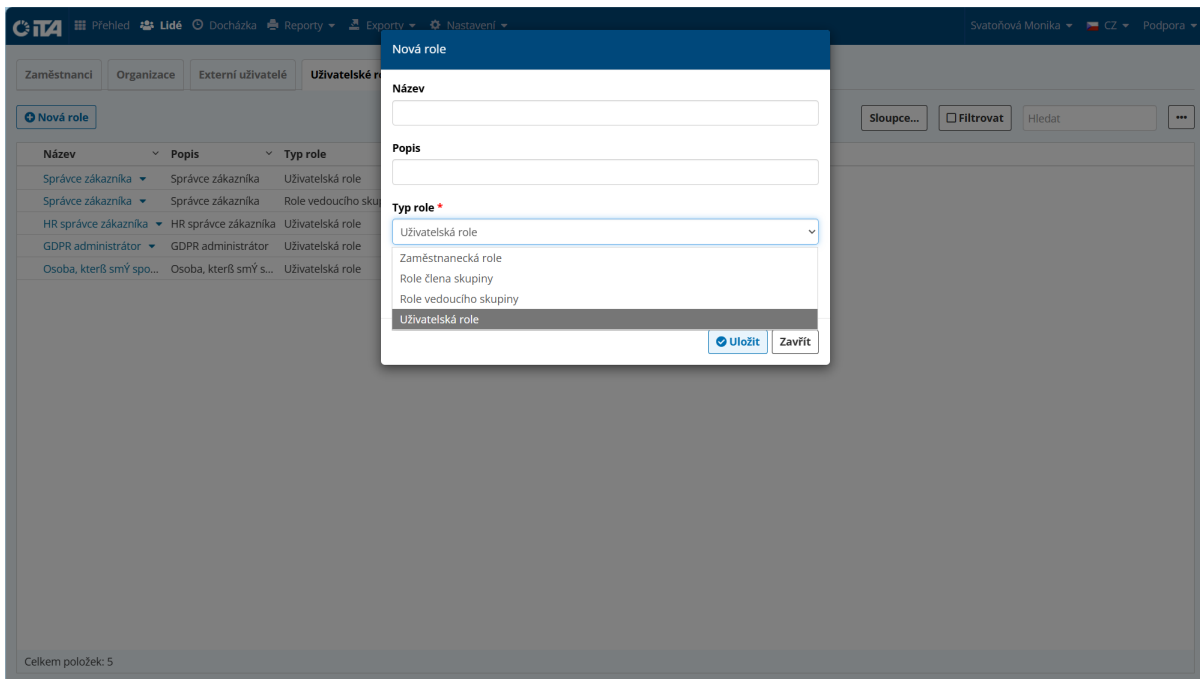 iTA Přehled Lidé Docházka Reporty Exporty Nastavení Svatoňová Monika CZ Podpora
Zaměstnanci Organizace Externí uživatelé Uživatelské
Nová role
Název
Popis
Typ role *
Uživatelská role
Zaměstnanecká role
Role člena skupiny
Role vedoucího skupiny
Uživatelská role
Uložit Zavřít
Nová role Sloupce... Filtrovat Hledat ...
Název Popis Typ role
Správce zákazníka Správce zákazníka Uživatelská role
Správce zákazníka Správce zákazníka Role vedoucího sku
HR správce zákazníka HR správce zákazníka Uživatelská role
GDPR administrátor GDPR administrátor Uživatelská role
Osoba, kterß smÝ spo... Osoba, kterß smÝ s... Uživatelská role
Celkem položek: 5